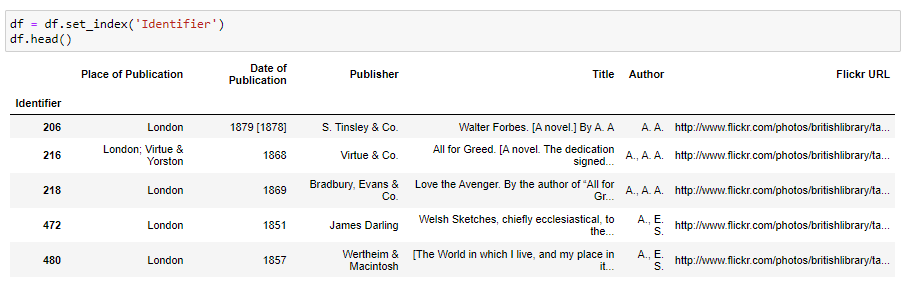 df = df.set_index('Identifier')
df.head()
Place of Publication Date of Publication Publisher Title Author Flickr URL
Identifier
206 London 1879 [1878] S. Tinsley & Co. Walter Forbes. [A novel.] By A. A A. A. http://www.flickr.com/photos/britishlibrary/ta...
216 London; Virtue & Yorston 1868 Virtue & Co. All for Greed. [A novel. The dedication signed... A., A. A. http://www.flickr.com/photos/britishlibrary/ta...
218 London 1869 Bradbury, Evans & Co. Love the Avenger. By the author of “All for Gr... A., A. A. http://www.flickr.com/photos/britishlibrary/ta...
472 London 1851 James Darling Welsh Sketches, chiefly ecclesiastical, to the... A., E. S. http://www.flickr.com/photos/britishlibrary/ta...
480 London 1857 Wertheim & Macintosh [The World in which I live, and my place in it... A., E. S. http://www.flickr.com/photos/britishlibrary/ta...